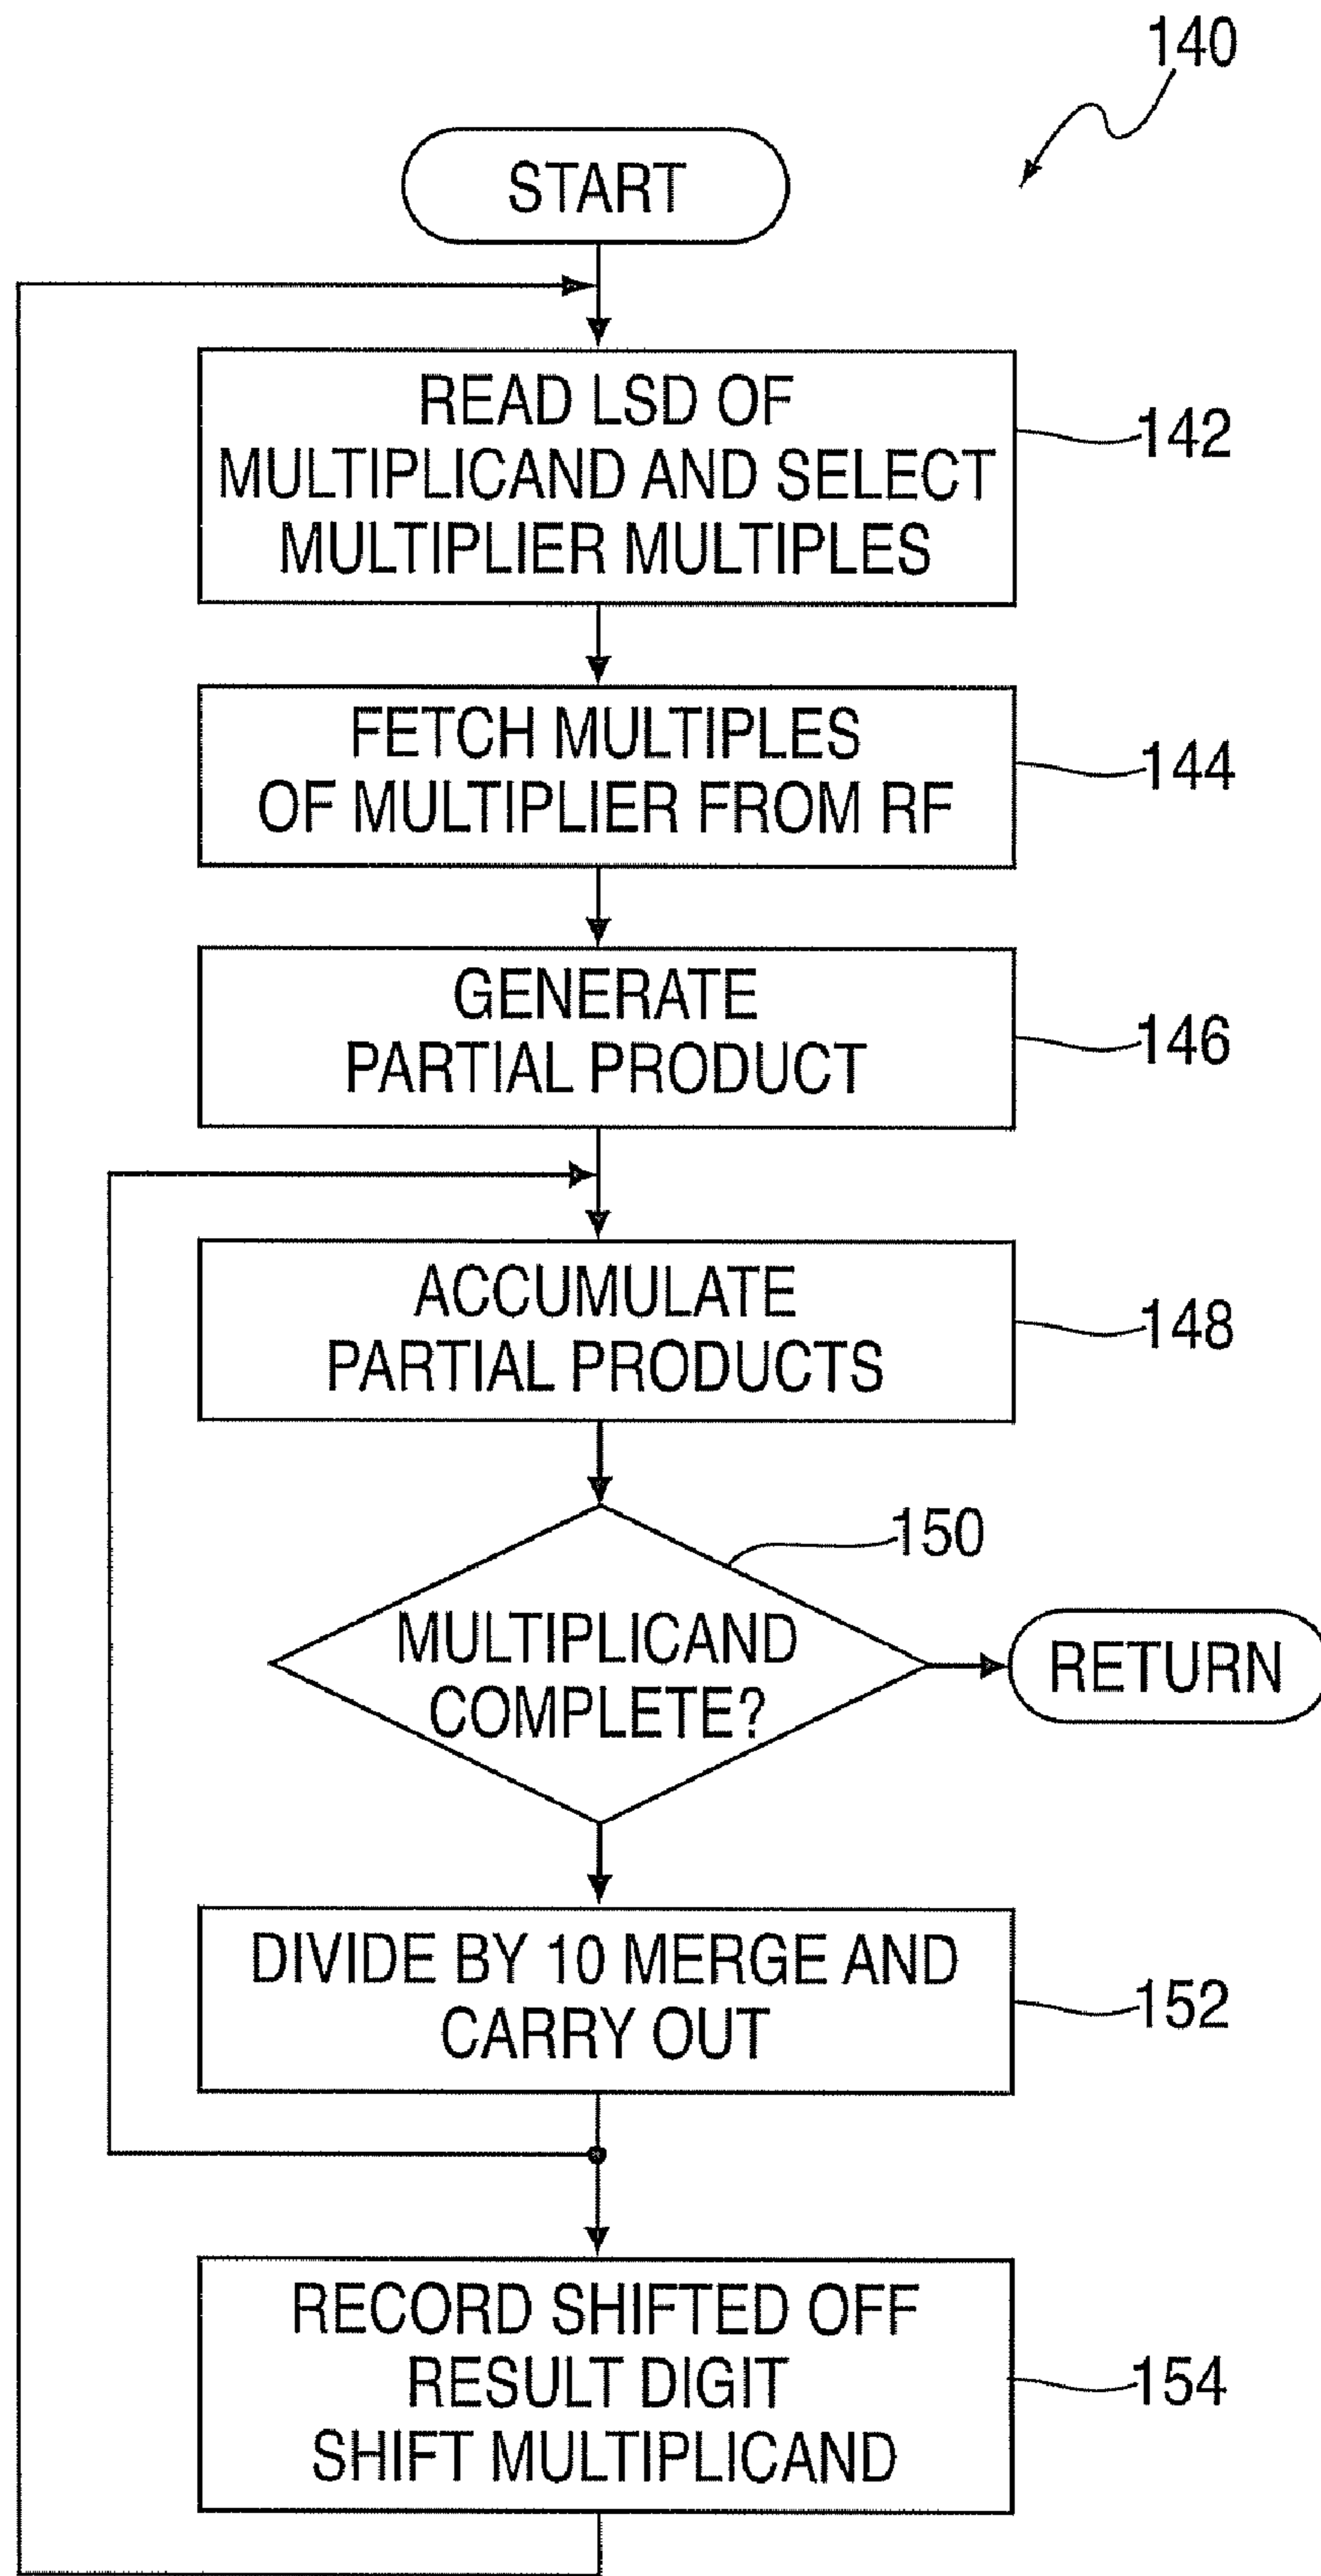 140
START
READ LSD OF
MULTIPLICAND AND SELECT
MULTIPLIER MULTIPLES
142
FETCH MULTIPLES
OF MULTIPLIER FROM RF
144
GENERATE
PARTIAL PRODUCT
146
ACCUMULATE
PARTIAL PRODUCTS
148
150
MULTIPLICAND
COMPLETE?
RETURN
DIVIDE BY 10 MERGE AND
CARRY OUT
152
RECORD SHIFTED OFF
RESULT DIGIT
SHIFT MULTIPLICAND
154